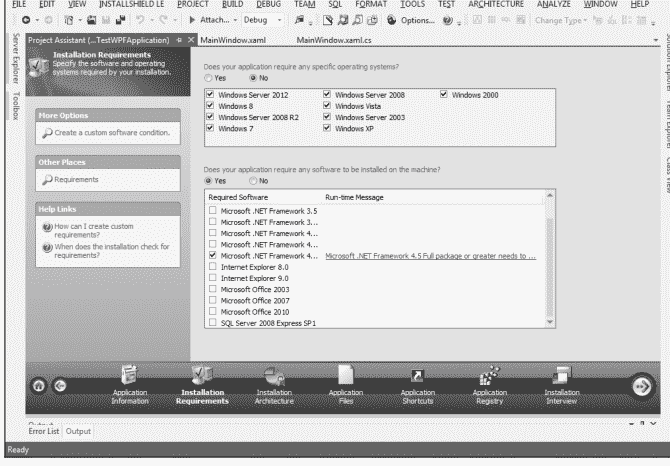 FILE EDIT VIEW INSTALLSHIELD LE PROJECT BUILD DEBUG TEAM SQL FORMAT TOOLS TEST ARCHITECTURE ANALYZE WINDOW HELP
Attach... Debug Options... Change Type
Server Explorer
Toolbox
Project Assistant (...TestWPFApplication) MainWindow.xaml MainWindow.xaml.cs
Solution Explorer
Team Explorer
Class View
Installation Requirements
Specify the software and operating
systems required by your installation.
More Options
Create a custom software condition.
Other Places
Requirements
Help Links
How can I create custom
requirements?
When does the installation check for
requirements?
Does your application require any specific operating systems?
Yes No
Windows Server 2012 Windows Server 2008 Windows 2000
Windows 8 Windows Vista
Windows Server 2008 R2 Windows Server 2003
Windows 7 Windows XP
Does your application require any software to be installed on the machine?
Yes No
Required Software Run-time Message
Microsoft .NET Framework 3.5
Microsoft .NET Framework 3...
Microsoft .NET Framework 4...
Microsoft .NET Framework 4...
Microsoft .NET Framework 4... Microsoft .NET Framework 4.5 Full package or greater needs to ...
Internet Explorer 8.0
Internet Explorer 9.0
Microsoft Office 2003
Microsoft Office 2007
Microsoft Office 2010
SQL Server 2008 Express SP1
Application Information
Installation Requirements
Installation Architecture
Application Files
Application Shortcuts
Application Registry
Installation Interview
Output
Error List Output
Ready